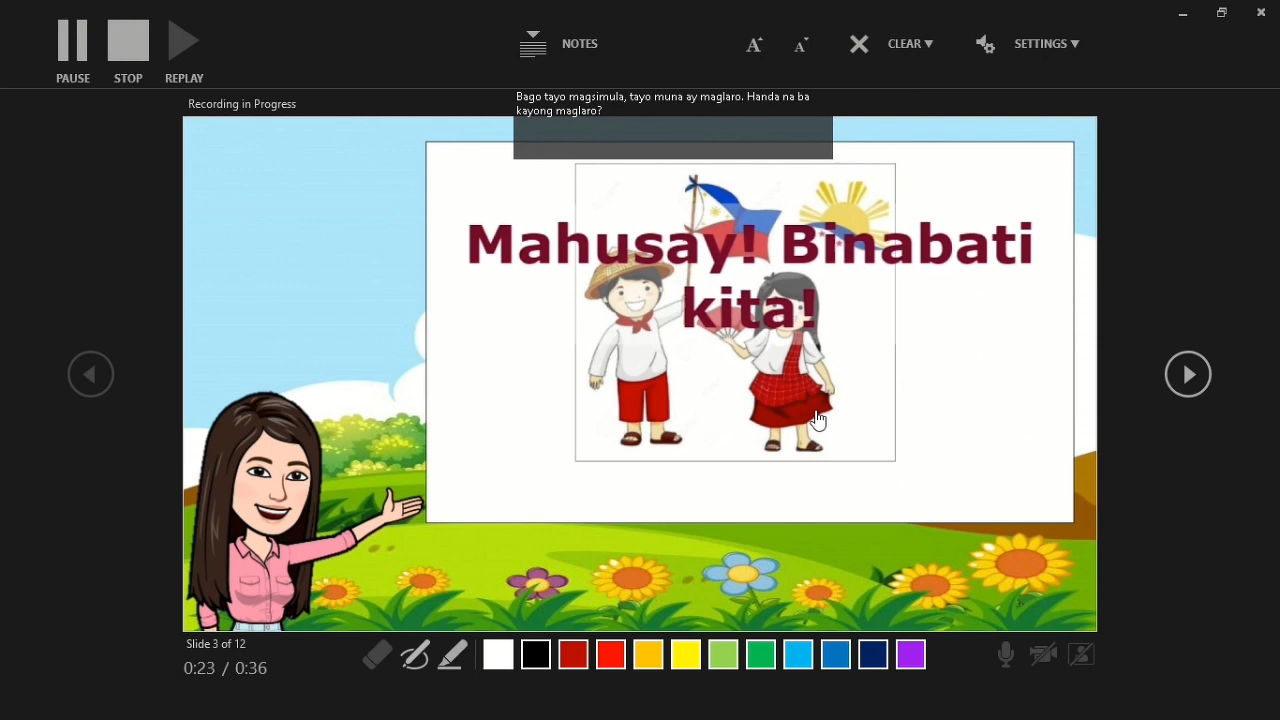 NOTES
CLEAR
SETTINGS
PAUSE
STOP
REPLAY
Recording in Progress
Bago tayo magsimula, tayo muna ay maglaro. Handa na ba
kayong maglaro?
Mahusay! Binabati
kita!
Slide 3 of 12
0:23 / 0:36